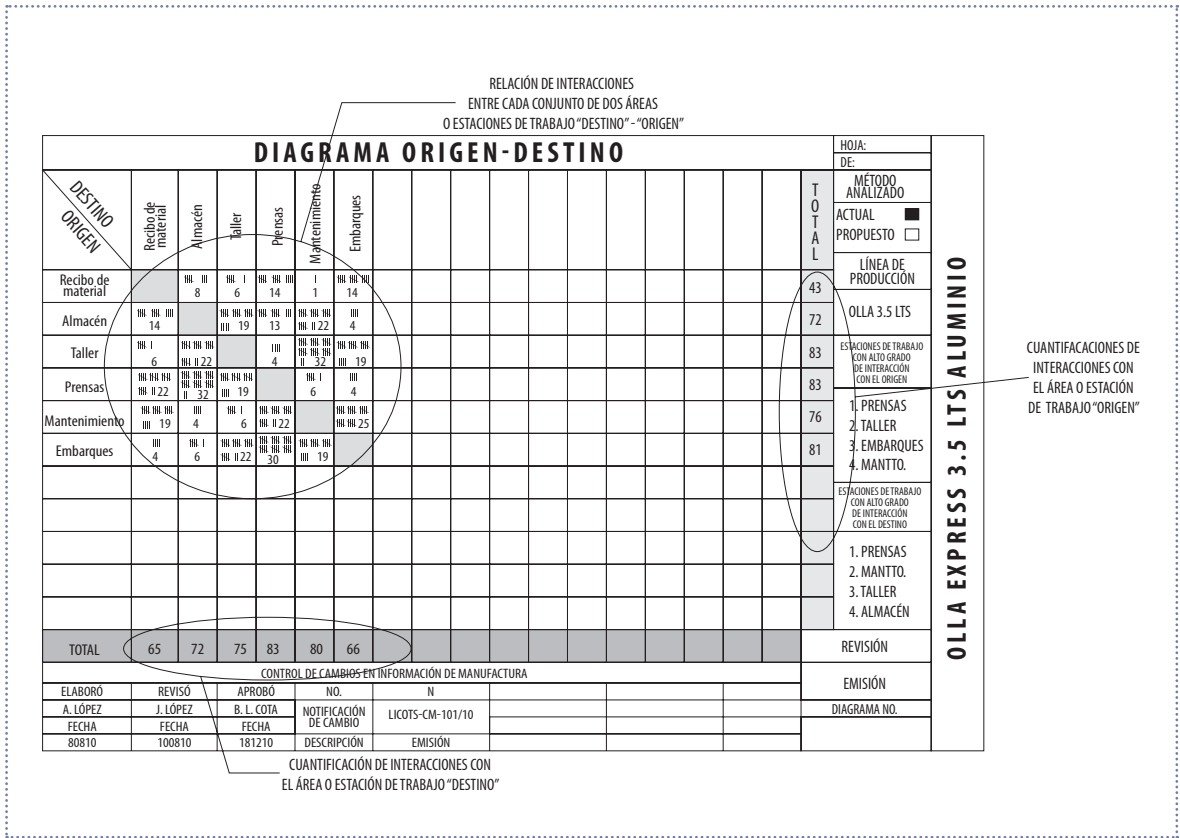 RELACIÓN DE INTERACCIONES
ENTRE CADA CONJUNTO DE DOS ÁREAS
O ESTACIONES DE TRABAJO “DESTINO” - “ORIGEN”
DIAGRAMA ORIGEN-DESTINO
HOJA:
DE:
DESTINO
ORIGEN
Recibo de
material
Almacén
Taller
Prensas
Mantenimiento
Embarques
TOTAL
MÉTODO
ANALIZADO
ACTUAL
PROPUESTO
Recibo de
material
8 6 14 1 14 43
Almacén 14 19 13 22 4 72
Taller 6 22 4 32 19 83
Prensas 22 32 19 6 4 83
Mantenimiento 19 4 6 22 25 76
Embarques 4 6 22 30 19 81
LÍNEA DE
PRODUCCIÓN
OLLA 3.5 LTS
ESTACIONES DE TRABAJO
CON ALTO GRADO
DE INTERACCIÓN
CON EL ORIGEN
1. PRENSAS
2. TALLER
3. EMBARQUES
4. MANTTO.
ESTACIONES DE TRABAJO
CON ALTO GRADO
DE INTERACCIÓN
CON EL DESTINO
1. PRENSAS
2. MANTTO.
3. TALLER
4. ALMACÉN
TOTAL 65 72 75 83 80 66
REVISIÓN
EMISIÓN
DIAGRAMA NO.
CONTROL DE CAMBIOS EN INFORMACIÓN DE MANUFACTURA
ELABORÓ REVISÓ APROBÓ NO. N
A. LÓPEZ J. LÓPEZ B. L. COTA NOTIFICACIÓN
DE CAMBIO LICOTS-CM-101/10
FECHA FECHA FECHA
80810 100810 181210 DESCRIPCIÓN EMISIÓN
OLLA EXPRESS 3.5 LTS ALUMINIO
CUANTIFACACIONES DE
INTERACCIONES CON
EL ÁREA O ESTACIÓN
DE TRABAJO “ORIGEN”
CUANTIFICACIÓN DE INTERACCIONES CON
EL ÁREA O ESTACIÓN DE TRABAJO “DESTINO”